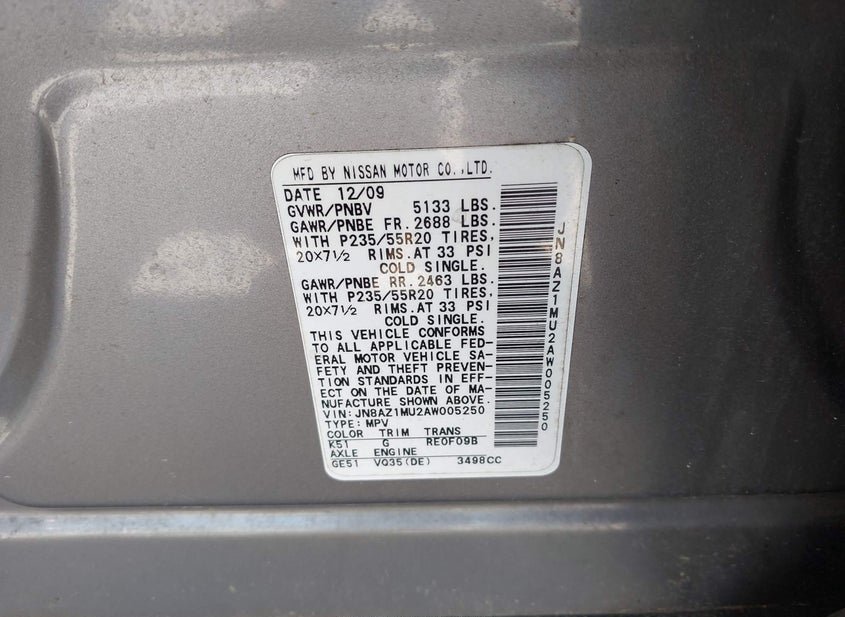 MFD BY NISSAN MOTOR CO.,LTD.
DATE 12/09
GVWR/PNBV 5133 LBS.
GAWR/PNBE FR. 2688 LBS.
WITH P235/55R20 TIRES,
20X7½ RIMS.AT 33 PSI
COLD SINGLE.
GAWR/PNBE RR. 2463 LBS.
WITH P235/55R20 TIRES,
20X7½ RIMS.AT 33 PSI
COLD SINGLE.
THIS VEHICLE CONFORMS
TO ALL APPLICABLE FED-
ERAL MOTOR VEHICLE SA-
FETY AND THEFT PREVEN-
TION STANDARDS IN EFF-
ECT ON THE DATE OF MA-
NUFACTURE SHOWN ABOVE.
VIN:JN8AZ1MU2AW005250
TYPE:MPV
COLOR TRIM TRANS
K51 G RE0F09B
AXLE ENGINE
GE51 VQ35(DE) 3498CC
JN8AZ1MU2AW005250